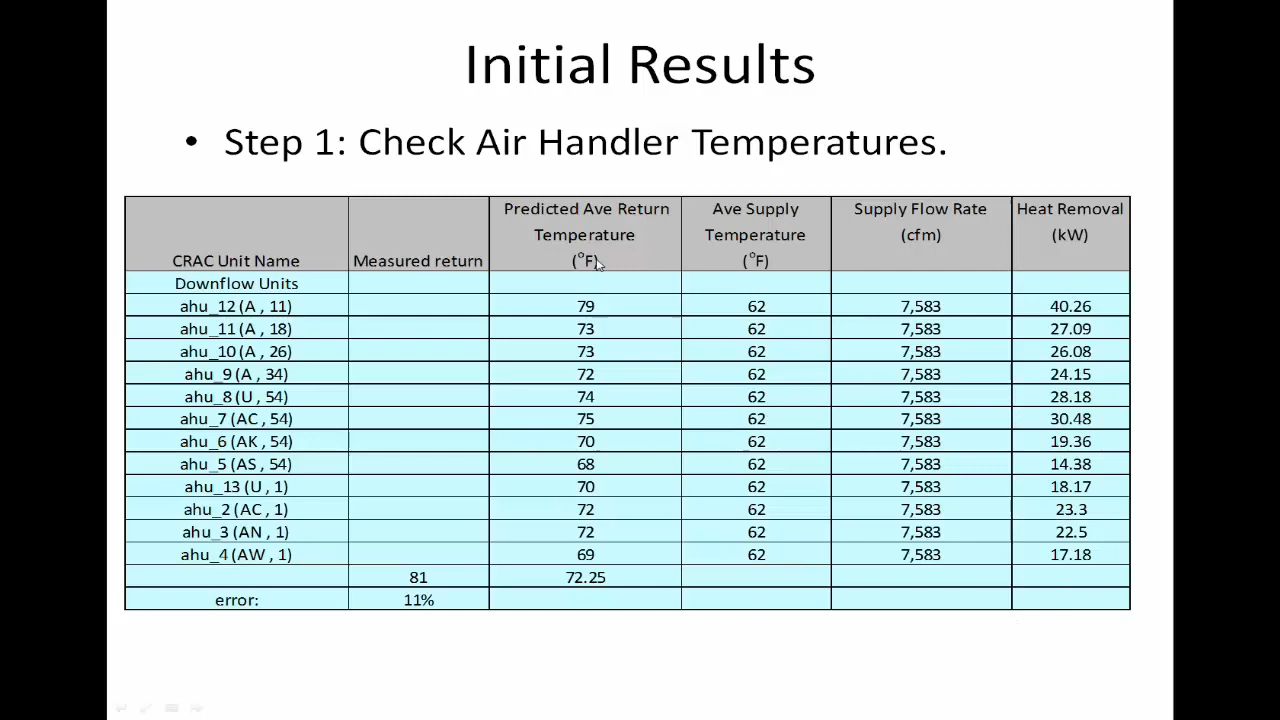 Initial Results
• Step 1: Check Air Handler Temperatures.
CRAC Unit Name Measured return Predicted Ave Return Temperature (°F) Ave Supply Temperature (°F) Supply Flow Rate (cfm) Heat Removal (kW)
Downflow Units
ahu_12 (A , 11) 79 62 7,583 40.26
ahu_11 (A , 18) 73 62 7,583 27.09
ahu_10 (A , 26) 73 62 7,583 26.08
ahu_9 (A , 34) 72 62 7,583 24.15
ahu_8 (U , 54) 74 62 7,583 28.18
ahu_7 (AC , 54) 75 62 7,583 30.48
ahu_6 (AK , 54) 70 62 7,583 19.36
ahu_5 (AS , 54) 68 62 7,583 14.38
ahu_13 (U , 1) 70 62 7,583 18.17
ahu_2 (AC , 1) 72 62 7,583 23.3
ahu_3 (AN , 1) 72 62 7,583 22.5
ahu_4 (AW , 1) 69 62 7,583 17.18
81 72.25
error: 11%